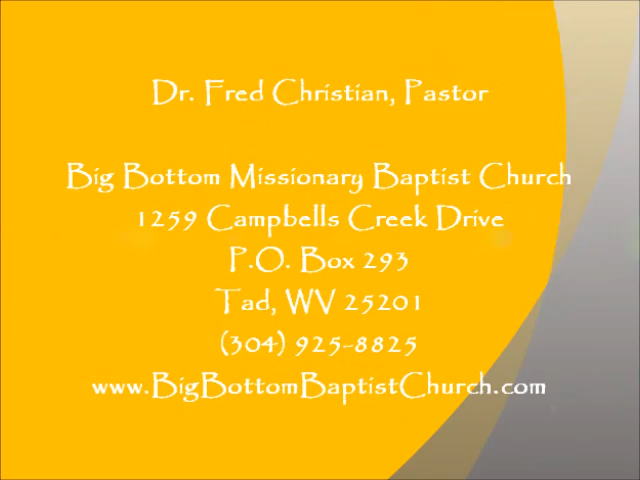 Dr. Fred Christian, Pastor
Big Bottom Missionary Baptist Church
1259 Campbells Creek Drive
P.O. Box 293
Tad, WV 25201
(304) 925-8825
www.BigBottomBaptistChurch.com